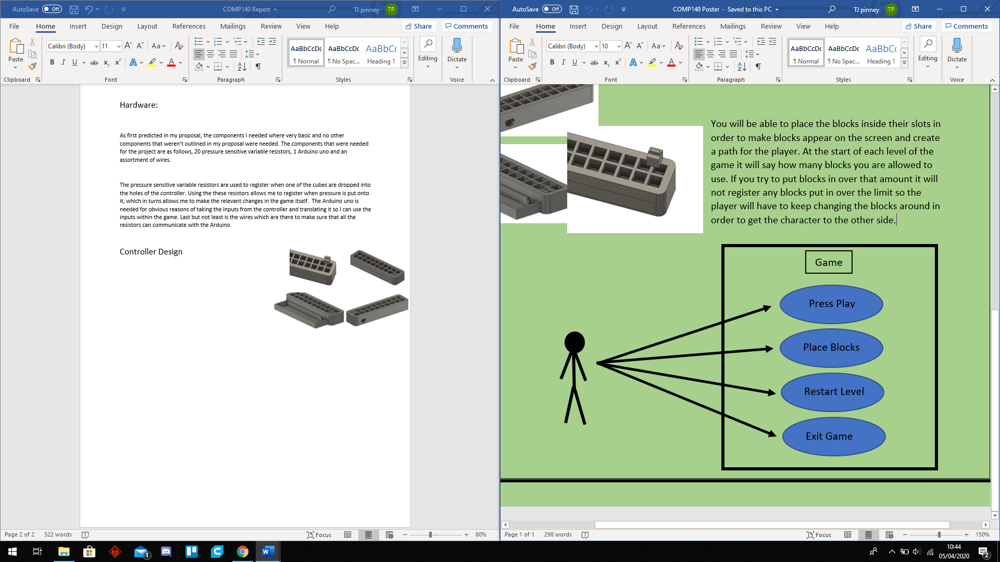 AutoSave Off COMP140 Report TJ pinney TP
File Home Insert Design Layout References Mailings Review View Help Share Comments
Paste Calibri (Body) 11 A A Aa A AaBbCcDc AaBbCcDc AaBbCc Editing Dictate
B I U ab x₂ x² A A ¶ Normal ¶ No Spac... Heading 1
Clipboard Font Paragraph Styles Voice
Hardware:
As first predicted in my proposal, the components I needed where very basic and no other
components that weren't outlined in my proposal were needed. The components that were needed
for the project are as follows, 20 pressure sensitive variable resistors, 1 Arduino uno and an
assortment of wires.
The pressure sensitive variable resistors are used to register when one of the cubes are dropped into
the holes of the controller. Using the these resistors allows me to register when pressure is put onto
it, which in turns allows me to make the relevant changes in the game itself.  The Arduino uno is
needed for obvious reasons of taking the inputs from the controller and translating it so I can use the
inputs within the game. Last but not least is the wires which are there to make sure that all the
resistors can communicate with the Arduino.
Controller Design
Page 2 of 2 522 words Focus 80%
AutoSave Off COMP140 Poster - Saved to this PC TJ pinney TP
File Home Insert Design Layout References Mailings Review View Help Share Comments
Paste Calibri (Body) 10 A A Aa A AaBbCcDc AaBbCcDc AaBbCc Editing Dictate
B I U ab x₂ x² A A ¶ Normal ¶ No Spac... Heading 1
Clipboard Font Paragraph Styles Voice
You will be able to place the blocks inside their slots in
order to make blocks appear on the screen and create
a path for the player. At the start of each level of the
game it will say how many blocks you are allowed to
use. If you try to put blocks in over that amount it will
not register any blocks put in over the limit so the
player will have to keep changing the blocks around in
order to get the character to the other side.
Game
Press Play
Place Blocks
Restart Level
Exit Game
Page 1 of 1 298 words Focus 150%
1 10:44
05/04/2020 2